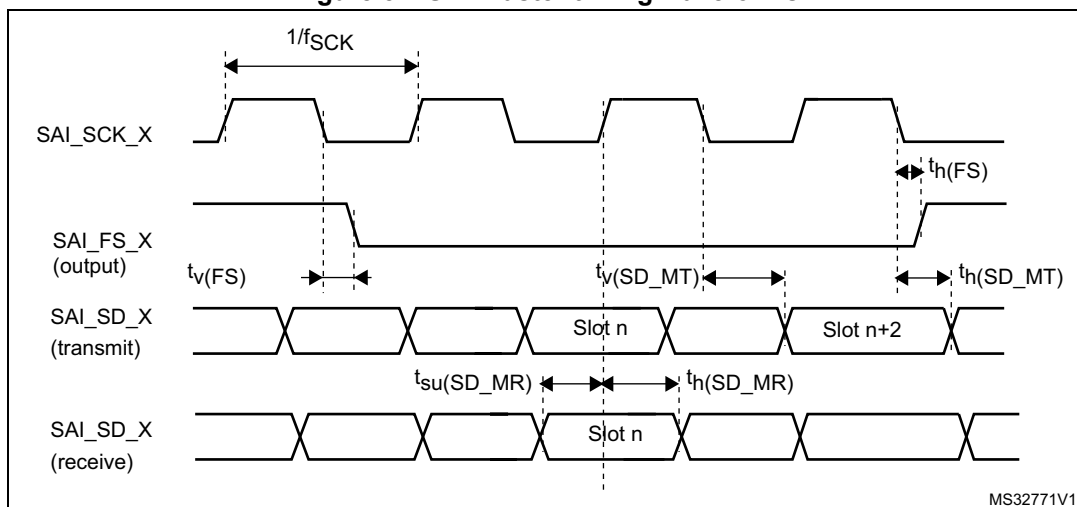 1/fSCK
SAI_SCK_X
th(FS)
SAI_FS_X
(output)
tv(FS)
tv(SD_MT)
th(SD_MT)
SAI_SD_X
(transmit)
Slot n
Slot n+2
tsu(SD_MR)
th(SD_MR)
SAI_SD_X
(receive)
Slot n
MS32771V1